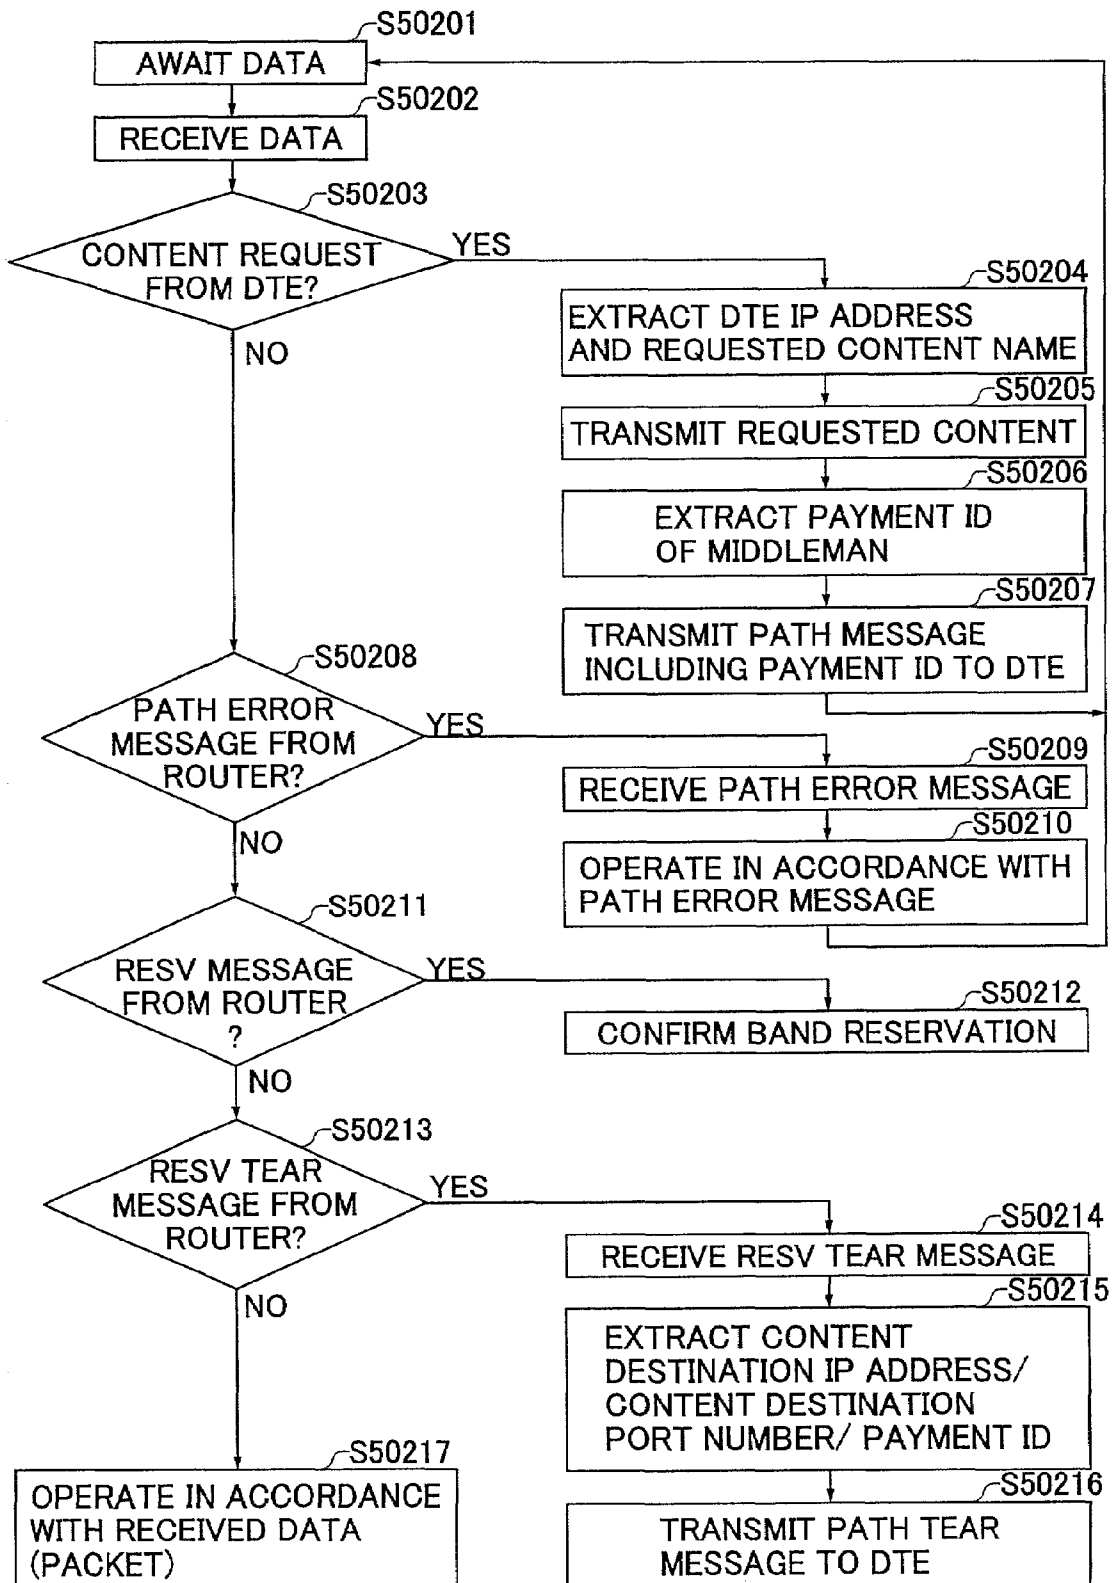 S50201
AWAIT DATA
S50202
RECEIVE DATA
S50203
CONTENT REQUEST
FROM DTE?
YES
NO
S50204
EXTRACT DTE IP ADDRESS
AND REQUESTED CONTENT NAME
S50205
TRANSMIT REQUESTED CONTENT
S50206
EXTRACT PAYMENT ID
OF MIDDLEMAN
S50207
TRANSMIT PATH MESSAGE
INCLUDING PAYMENT ID TO DTE
S50208
PATH ERROR
MESSAGE FROM
ROUTER?
YES
NO
S50209
RECEIVE PATH ERROR MESSAGE
S50210
OPERATE IN ACCORDANCE WITH
PATH ERROR MESSAGE
S50211
RESV MESSAGE
FROM ROUTER
?
YES
NO
S50212
CONFIRM BAND RESERVATION
S50213
RESV TEAR
MESSAGE FROM
ROUTER?
YES
NO
S50214
RECEIVE RESV TEAR MESSAGE
S50215
EXTRACT CONTENT
DESTINATION IP ADDRESS/
CONTENT DESTINATION
PORT NUMBER/ PAYMENT ID
S50216
TRANSMIT PATH TEAR
MESSAGE TO DTE
S50217
OPERATE IN ACCORDANCE
WITH RECEIVED DATA
(PACKET)